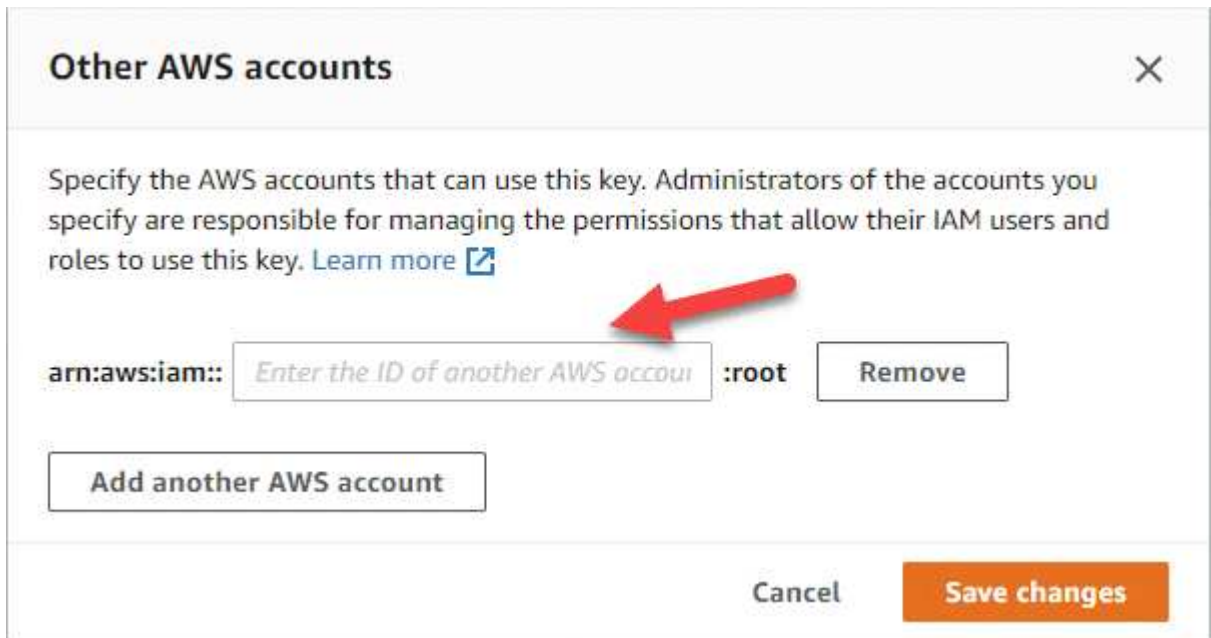 Other AWS accounts
Specify the AWS accounts that can use this key. Administrators of the accounts you
specify are responsible for managing the permissions that allow their IAM users and
roles to use this key. Learn more
arn:aws:iam:: Enter the ID of another AWS accou :root Remove
Add another AWS account
Cancel Save changes